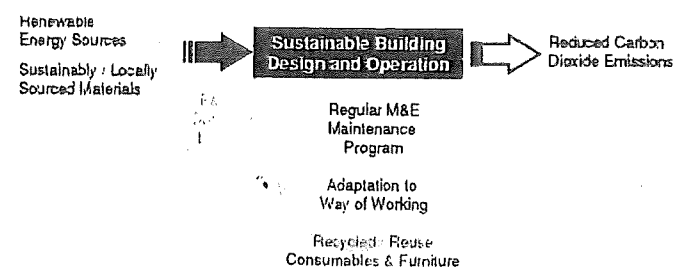 Renewable
Energy Sources
Sustainably / Locally
Sourced Materials
Sustainable Building
Design and Operation
Reduced Carbon
Dioxide Emissions
Regular M&E
Maintenance
Program
Adaptation to
Way of Working
Recycled / Reuse
Consumables & Furniture